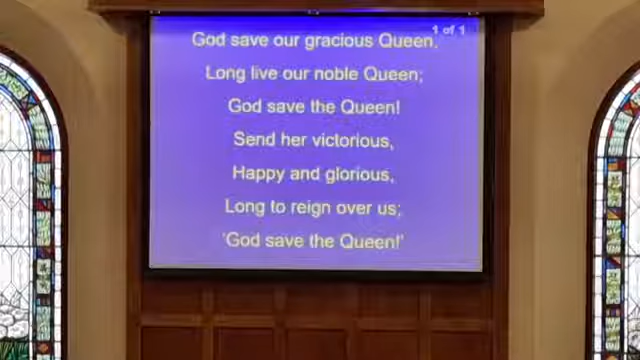 1 of 1
God save our gracious Queen,
Long live our noble Queen;
God save the Queen!
Send her victorious,
Happy and glorious,
Long to reign over us;
'God save the Queen!'